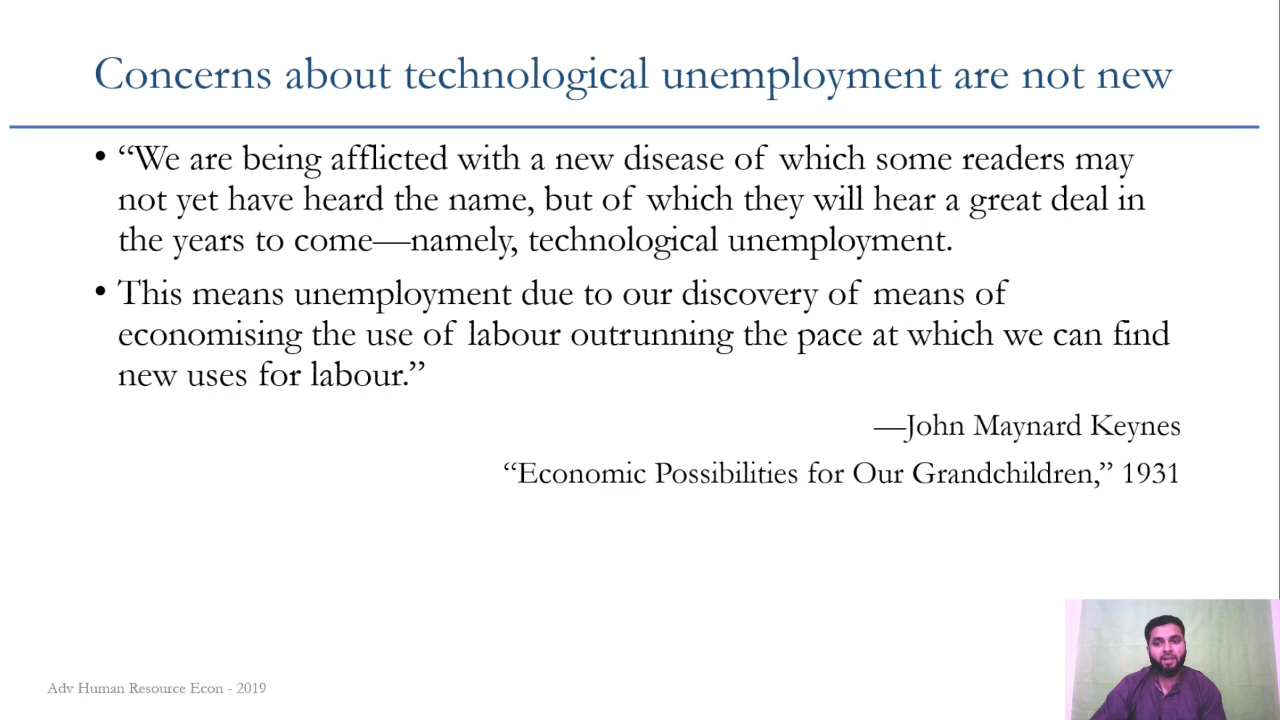 Concerns about technological unemployment are not new
• “We are being afflicted with a new disease of which some readers may
not yet have heard the name, but of which they will hear a great deal in
the years to come—namely, technological unemployment.
• This means unemployment due to our discovery of means of
economising the use of labour outrunning the pace at which we can find
new uses for labour.”
—John Maynard Keynes
“Economic Possibilities for Our Grandchildren,” 1931
Adv Human Resource Econ - 2019